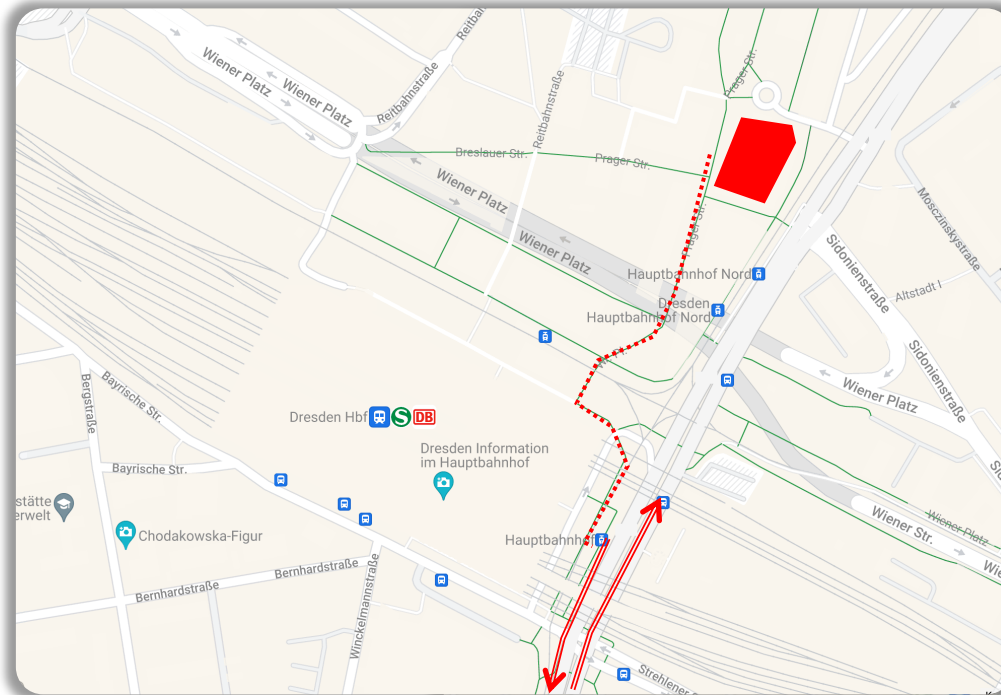 Reitbahnstraße
Wiener Platz
Wiener Platz
Reitbahnstraße
Reitbahnstraße
Prager Str.
Breslauer Str.
Prager Str.
Wiener Platz
Mosczinskystraße
Prager Str.
Wiener Platz
Sidonienstraße
Hauptbahnhof Nord
Altstadt I
Dresden
Hauptbahnhof Nord
Sidonienstraße
Wiener Platz
Bergstraße
Bayrische Str.
Dresden Hbf
S
DB
Dresden Information
im Hauptbahnhof
Bayrische Str.
stätte
erwelt
Chodakowska-Figur
Wiener Str.
Wiener Platz
Hauptbahnhof
Bernhardstraße
Bernhardstraße
Winckelmannstraße
Strehlener